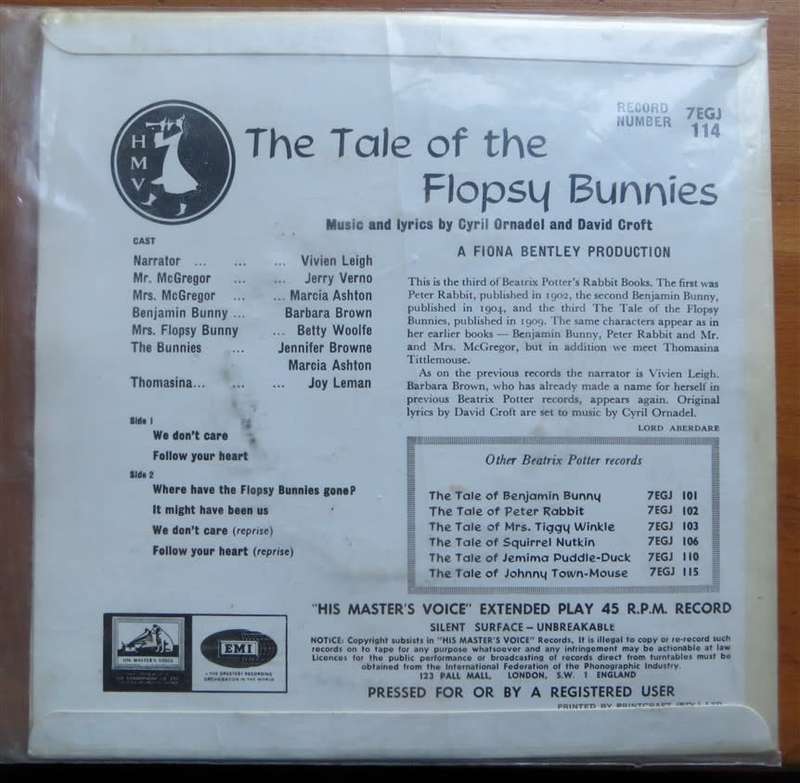 H
M
V
RECORD NUMBER 7EGJ 114
The Tale of the
Flopsy Bunnies
Music and lyrics by Cyril Ornadel and David Croft
A FIONA BENTLEY PRODUCTION
CAST
Narrator ... ... ... Vivien Leigh
Mr. McGregor ... ... Jerry Verno
Mrs. McGregor ... ... Marcia Ashton
Benjamin Bunny ... Barbara Brown
Mrs. Flopsy Bunny ... Betty Woolfe
The Bunnies ... Jennifer Browne
Marcia Ashton
Thomasina... ... ... Joy Leman
Side 1
We don't care
Follow your heart
Side 2
Where have the Flopsy Bunnies gone?
It might have been us
We don't care (reprise)
Follow your heart (reprise)
This is the third of Beatrix Potter's Rabbit Books. The first was
Peter Rabbit, published in 1902, the second Benjamin Bunny,
published in 1904, and the third The Tale of the Flopsy
Bunnies, published in 1909. The same characters appear as in
her earlier books — Benjamin Bunny, Peter Rabbit and Mr.
and Mrs. McGregor, but in addition we meet Thomasina
Tittlemouse.
As on the previous records the narrator is Vivien Leigh.
Barbara Brown, who has already made a name for herself in
previous Beatrix Potter records, appears again. Original
lyrics by David Croft are set to music by Cyril Ornadel.
LORD ABERDARE
Other Beatrix Potter records
The Tale of Benjamin Bunny 7EGJ 101
The Tale of Peter Rabbit 7EGJ 102
The Tale of Mrs. Tiggy Winkle 7EGJ 103
The Tale of Squirrel Nutkin 7EGJ 106
The Tale of Jemima Puddle-Duck 7EGJ 110
The Tale of Johnny Town-Mouse 7EGJ 115
"HIS MASTER'S VOICE" EXTENDED PLAY 45 R.P.M. RECORD
SILENT SURFACE – UNBREAKABLE
NOTICE: Copyright subsists in "HIS MASTER'S VOICE" Records. It is illegal to copy or re-record such
records on to tape for any purpose whatsoever and any infringement may be actionable at law
Licences for the public performance or broadcasting of records direct from turntables must be
obtained from the International Federation of the Phonographic Industry.
123 PALL MALL, LONDON, S.W. 1 ENGLAND
PRESSED FOR OR BY A REGISTERED USER
PRINTED BY PRINTCRAFT
"HIS MASTER'S VOICE"
EMI
THE GREATEST RECORDING
ORGANISATION IN THE WORLD